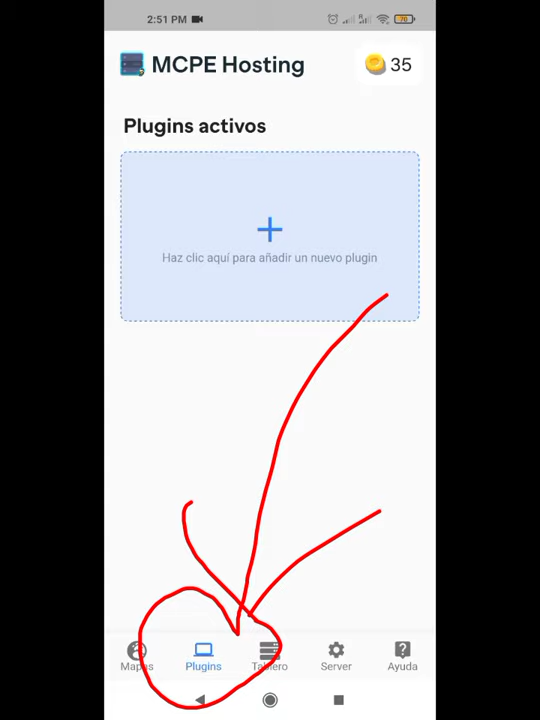 2:51 PM 70
MCPE Hosting 35
Plugins activos
Haz clic aquí para añadir un nuevo plugin
Mapas Plugins Tablero Server Ayuda